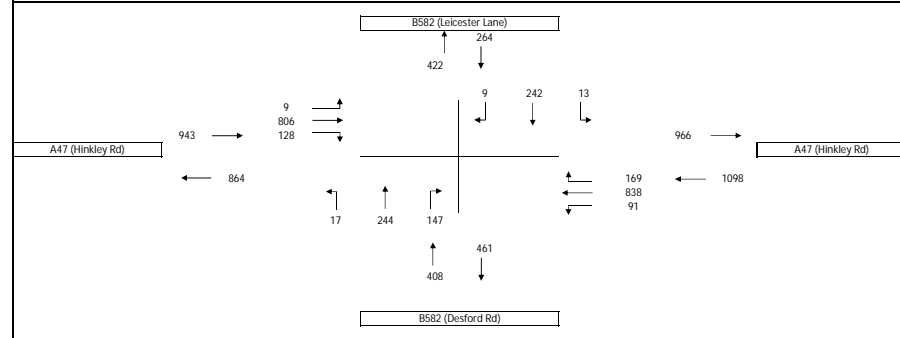 B582 (Leicester Lane)
264
422
9 242 13
9
806
128
943
966
A47 (Hinkley Rd)
A47 (Hinkley Rd)
864
169
838
91
1098
17 244 147
461
408
B582 (Desford Rd)